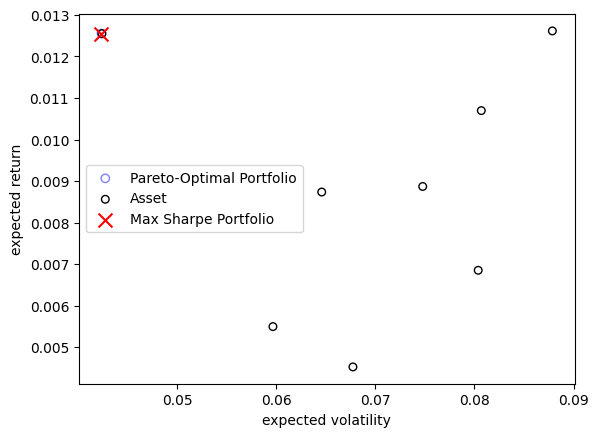 0.013
0.012
0.011
0.010
0.009
0.008
0.007
0.006
0.005
expected return
Pareto-Optimal Portfolio
Asset
Max Sharpe Portfolio
0.05 0.06 0.07 0.08 0.09
expected volatility